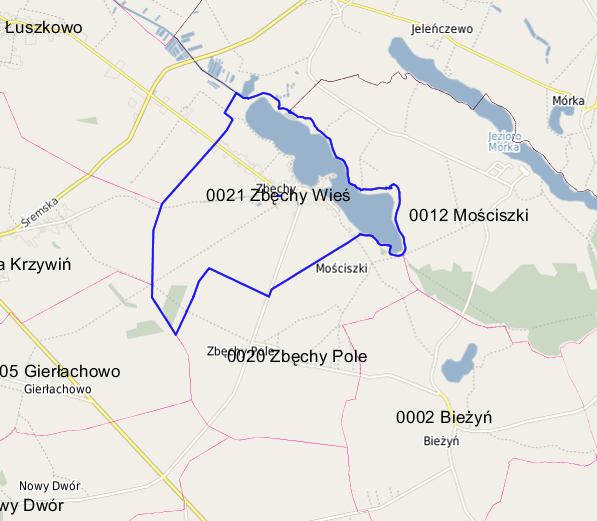 Łuszkowo
Jeleńczewo
Mórka
Jezioro
Mórka
Zbęchy
0021 Zbęchy Wieś
Śremska
0012 Mościszki
a Krzywiń
Mościszki
Zbęchy Pole
0020 Zbęchy Pole
05 Gierłachowo
Gierłachowo
0002 Bieżyń
Bieżyń
Nowy Dwór
wy Dwór